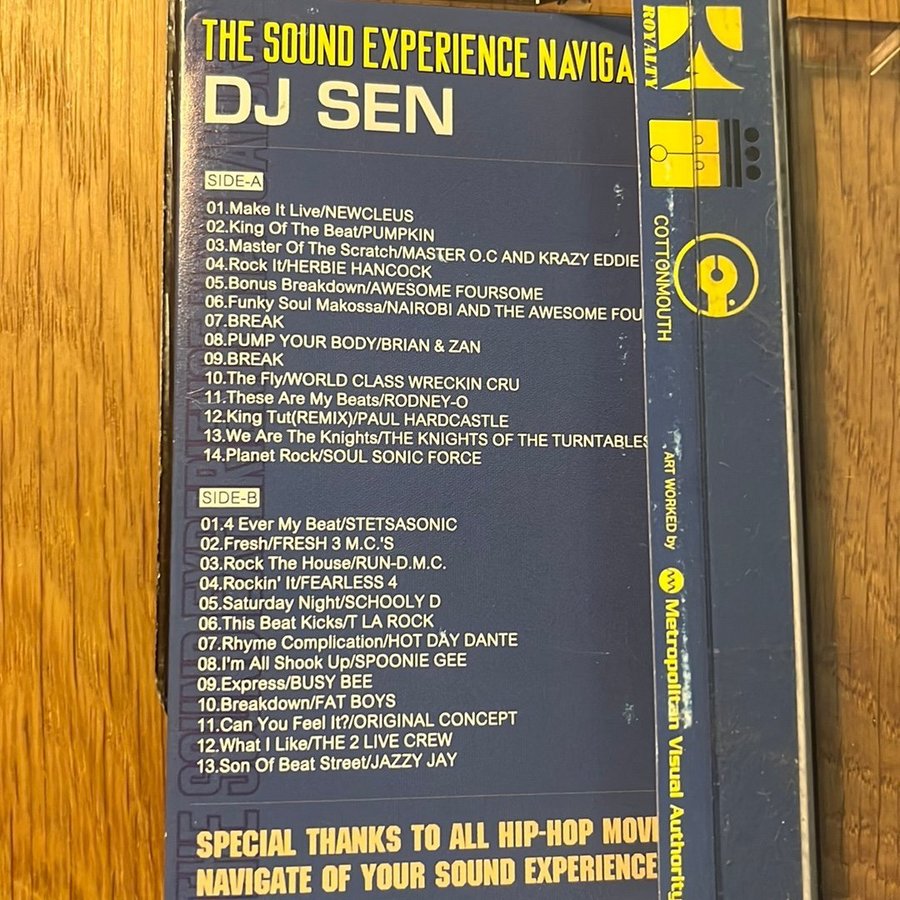 THE SOUND EXPERIENCE NAVIGA
DJ SEN
SIDE-A
01.Make It Live/NEWCLEUS
02.King Of The Beat/PUMPKIN
03.Master Of The Scratch/MASTER O.C AND KRAZY EDDIE
04.Rock It/HERBIE HANCOCK
05.Bonus Breakdown/AWESOME FOURSOME
06.Funky Soul Makossa/NAIROBI AND THE AWESOME FOU
07.BREAK
08.PUMP YOUR BODY/BRIAN & ZAN
09.BREAK
10.The Fly/WORLD CLASS WRECKIN CRU
11.These Are My Beats/RODNEY-O
12.King Tut(REMIX)/PAUL HARDCASTLE
13.We Are The Knights/THE KNIGHTS OF THE TURNTABLES
14.Planet Rock/SOUL SONIC FORCE
SIDE-B
01.4 Ever My Beat/STETSASONIC
02.Fresh/FRESH 3 M.C.'S
03.Rock The House/RUN-D.M.C.
04.Rockin' It/FEARLESS 4
05.Saturday Night/SCHOOLY D
06.This Beat Kicks/T LA ROCK
07.Rhyme Complication/HOT DAY DANTE
08.I'm All Shook Up/SPOONIE GEE
09.Express/BUSY BEE
10.Breakdown/FAT BOYS
11.Can You Feel It?/ORIGINAL CONCEPT
12.What I Like/THE 2 LIVE CREW
13.Son Of Beat Street/JAZZY JAY
SPECIAL THANKS TO ALL HIP-HOP MOV
NAVIGATE OF YOUR SOUND EXPERIENCE
ROYALTY
COTTONMOUTH
ART WORKED by
Metropolitan Visual Authority